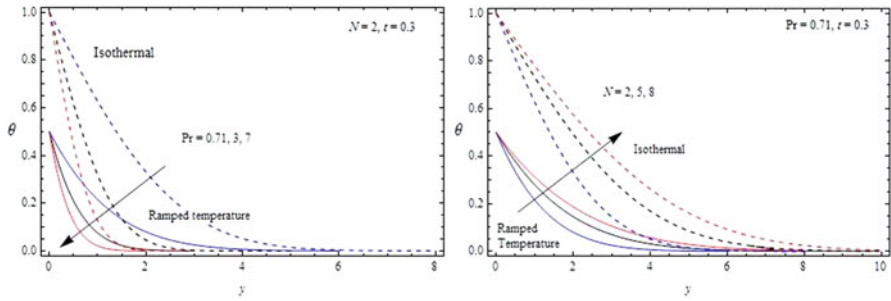 N = 2, t = 0.3
Isothermal
Pr = 0.71, 3, 7
Ramped temperature
θ
1.0
0.8
0.6
0.4
0.2
0.0
0
2
4
6
8
y
Pr = 0.71, t = 0.3
N = 2, 5, 8
Isothermal
Ramped
Temperature
θ
1.0
0.8
0.6
0.4
0.2
0.0
0
2
4
6
8
10
y